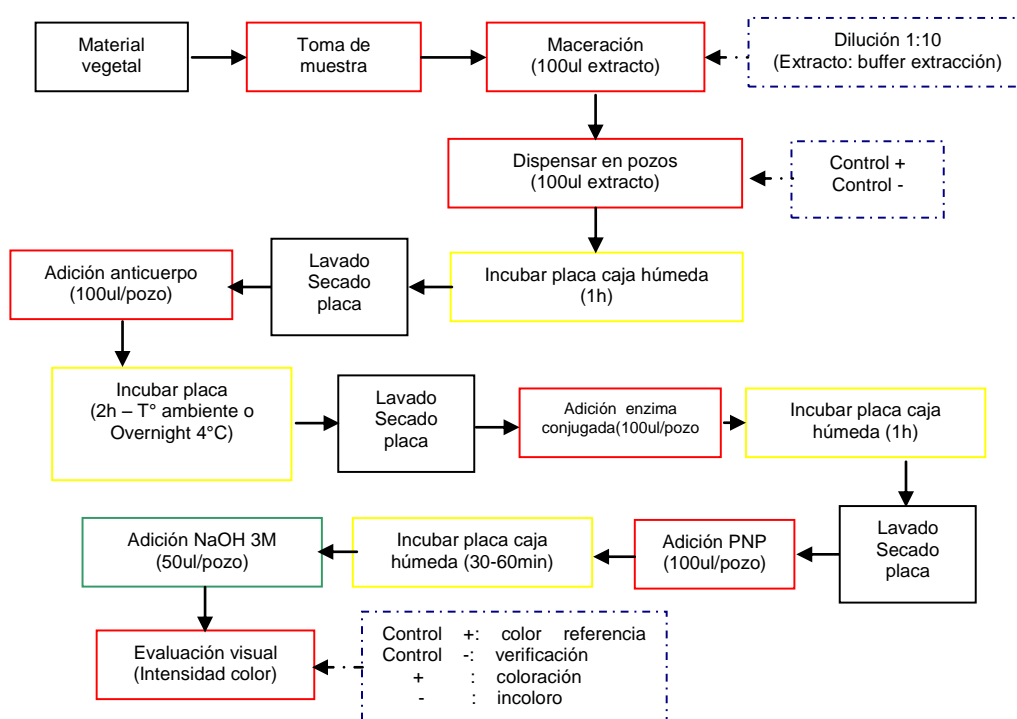 Material
vegetal
Toma de
muestra
Maceración
(100ul extracto)
Dilución 1:10
(Extracto: buffer extracción)
Dispensar en pozos
(100ul extracto)
Control +
Control -
Incubar placa caja húmeda
(1h)
Lavado
Secado
placa
Adición anticuerpo
(100ul/pozo)
Incubar placa
(2h – T° ambiente o
Overnight 4°C)
Lavado
Secado
placa
Adición enzima
conjugada(100ul/pozo
Incubar placa caja
húmeda (1h)
Lavado
Secado
placa
Adición PNP
(100ul/pozo)
Incubar placa caja
húmeda (30-60min)
Adición NaOH 3M
(50ul/pozo)
Evaluación visual
(Intensidad color)
Control +: color referencia
Control -: verificación
+ : coloración
- : incoloro